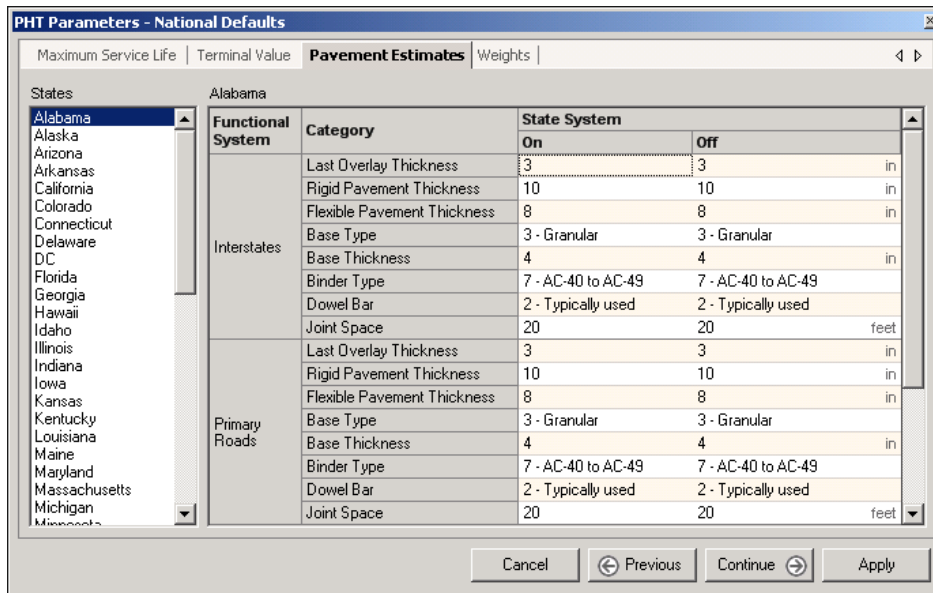 PHT Parameters - National Defaults
Maximum Service Life | Terminal Value Pavement Estimates Weights
States
Alabama
Alaska
Arizona
Arkansas
California
Colorado
Connecticut
Delaware
DC
Florida
Georgia
Hawaii
Idaho
Illinois
Indiana
Iowa
Kansas
Kentucky
Louisiana
Maine
Maryland
Massachusetts
Michigan
Minnesota
Alabama
Functional System Category State System
On Off
Interstates
Last Overlay Thickness 3 3 in
Rigid Pavement Thickness 10 10 in
Flexible Pavement Thickness 8 8 in
Base Type 3 - Granular 3 - Granular
Base Thickness 4 4 in
Binder Type 7 - AC-40 to AC-49 7 - AC-40 to AC-49
Dowel Bar 2 - Typically used 2 - Typically used
Joint Space 20 20 feet
Primary Roads
Last Overlay Thickness 3 3 in
Rigid Pavement Thickness 10 10 in
Flexible Pavement Thickness 8 8 in
Base Type 3 - Granular 3 - Granular
Base Thickness 4 4 in
Binder Type 7 - AC-40 to AC-49 7 - AC-40 to AC-49
Dowel Bar 2 - Typically used 2 - Typically used
Joint Space 20 20 feet
Cancel Previous Continue Apply